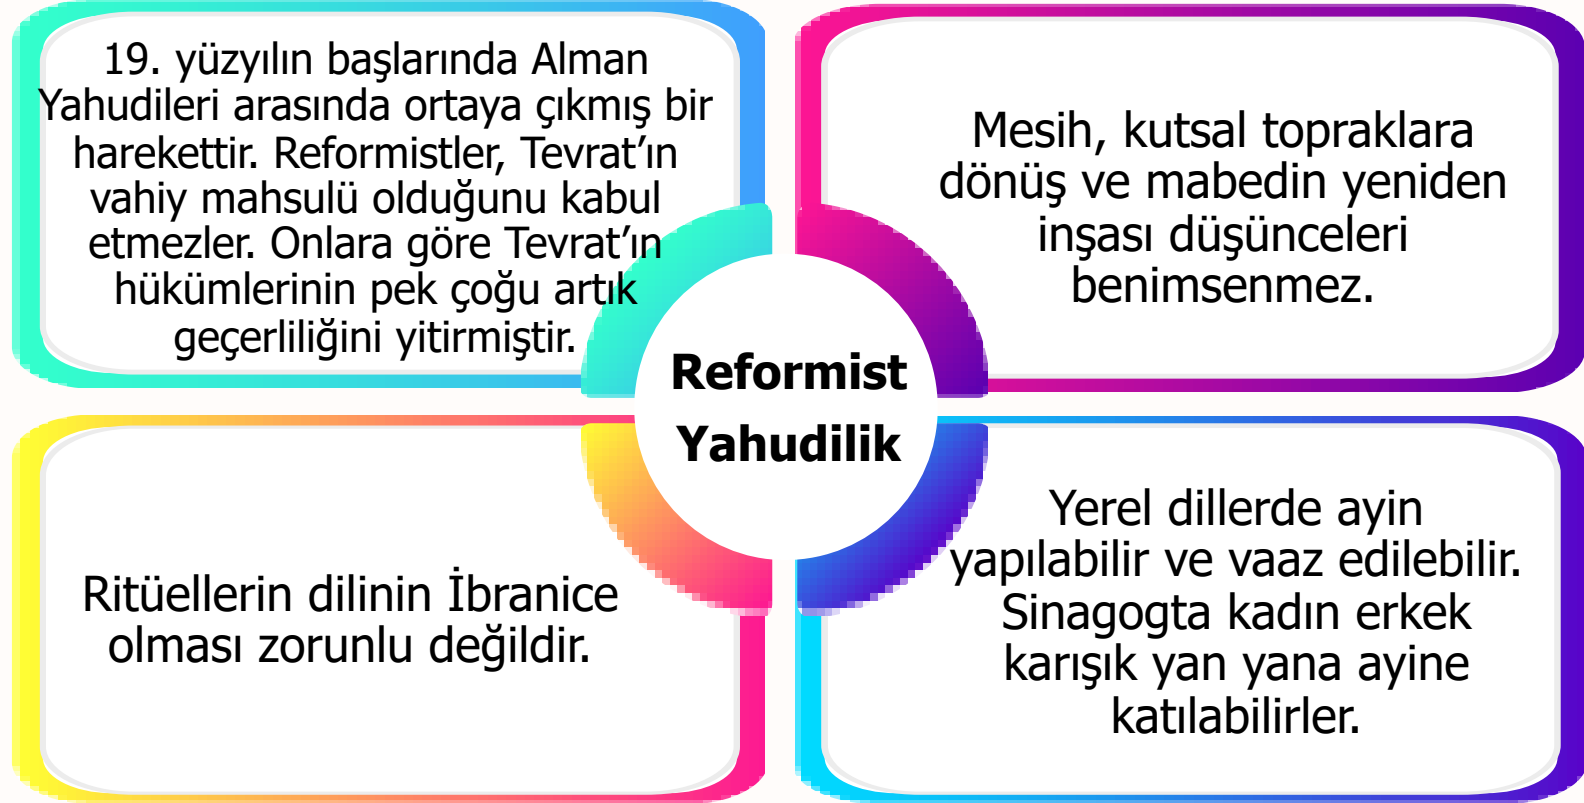 19. yüzyılın başlarında Alman
Yahudileri arasında ortaya çıkmış bir
harekettir. Reformistler, Tevrat’ın
vahiy mahsulü olduğunu kabul
etmezler. Onlara göre Tevrat’ın
hükümlerinin pek çoğu artık
geçerliliğini yitirmiştir.
Mesih, kutsal topraklara
dönüş ve mabedin yeniden
inşası düşünceleri
benimsenmez.
Reformist
Yahudilik
Ritüellerin dilinin İbranice
olması zorunlu değildir.
Yerel dillerde ayin
yapılabilir ve vaaz edilebilir.
Sinagogta kadın erkek
karışık yan yana ayine
katılabilirler.